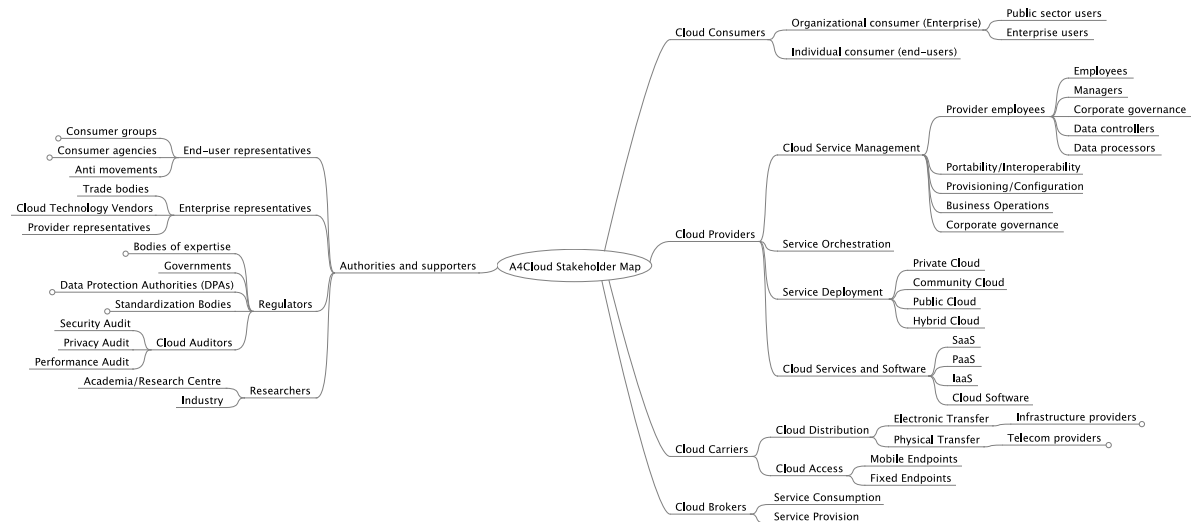 A4Cloud Stakeholder Map
Cloud Consumers
Organizational consumer (Enterprise)
Public sector users
Enterprise users
Individual consumer (end-users)
Cloud Providers
Cloud Service Management
Provider employees
Employees
Managers
Corporate governance
Data controllers
Data processors
Portability/Interoperability
Provisioning/Configuration
Business Operations
Corporate governance
Service Orchestration
Service Deployment
Private Cloud
Community Cloud
Public Cloud
Hybrid Cloud
Cloud Services and Software
SaaS
PaaS
IaaS
Cloud Software
Cloud Carriers
Cloud Distribution
Electronic Transfer
Infrastructure providers
Physical Transfer
Telecom providers
Cloud Access
Mobile Endpoints
Fixed Endpoints
Cloud Brokers
Service Consumption
Service Provision
Authorities and supporters
End-user representatives
Consumer groups
Consumer agencies
Anti movements
Enterprise representatives
Trade bodies
Cloud Technology Vendors
Provider representatives
Regulators
Bodies of expertise
Governments
Data Protection Authorities (DPAs)
Standardization Bodies
Cloud Auditors
Security Audit
Privacy Audit
Performance Audit
Researchers
Academia/Research Centre
Industry